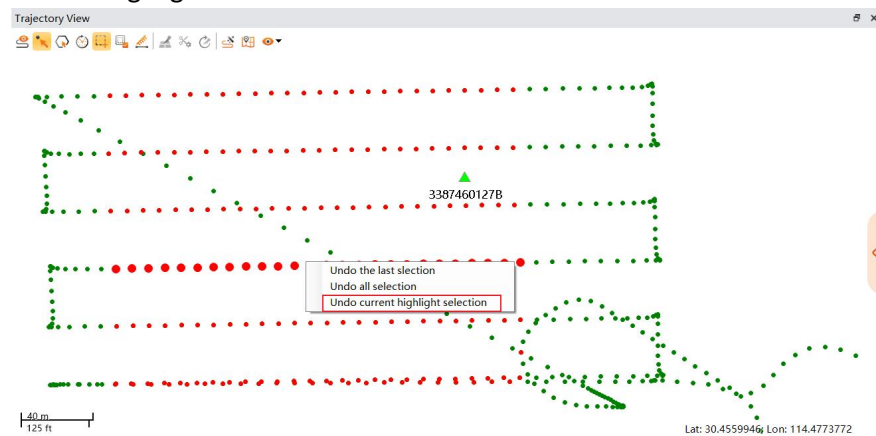 Trajectory View
3387460127B
Undo the last slection
Undo all selection
Undo current highlight selection
40 m
125 ft
Lat: 30.4559946; Lon: 114.4773772